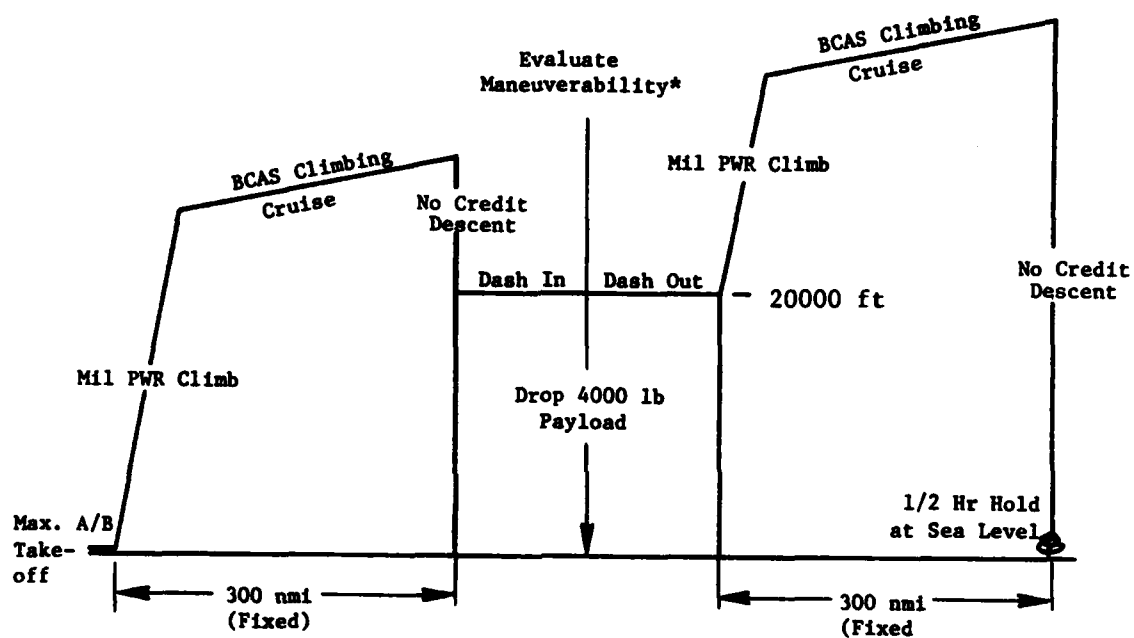 BCAS Climbing
Cruise
Evaluate
Maneuverability*
Mil PWR Climb
BCAS Climbing
Cruise
No Credit
Descent
No Credit
Descent
Dash In
Dash Out
20000 ft
Mil PWR Climb
Drop 4000 lb
Payload
Max. A/B
Take-
off
1/2 Hr Hold
at Sea Level
300 nmi
(Fixed)
300 nmi
(Fixed